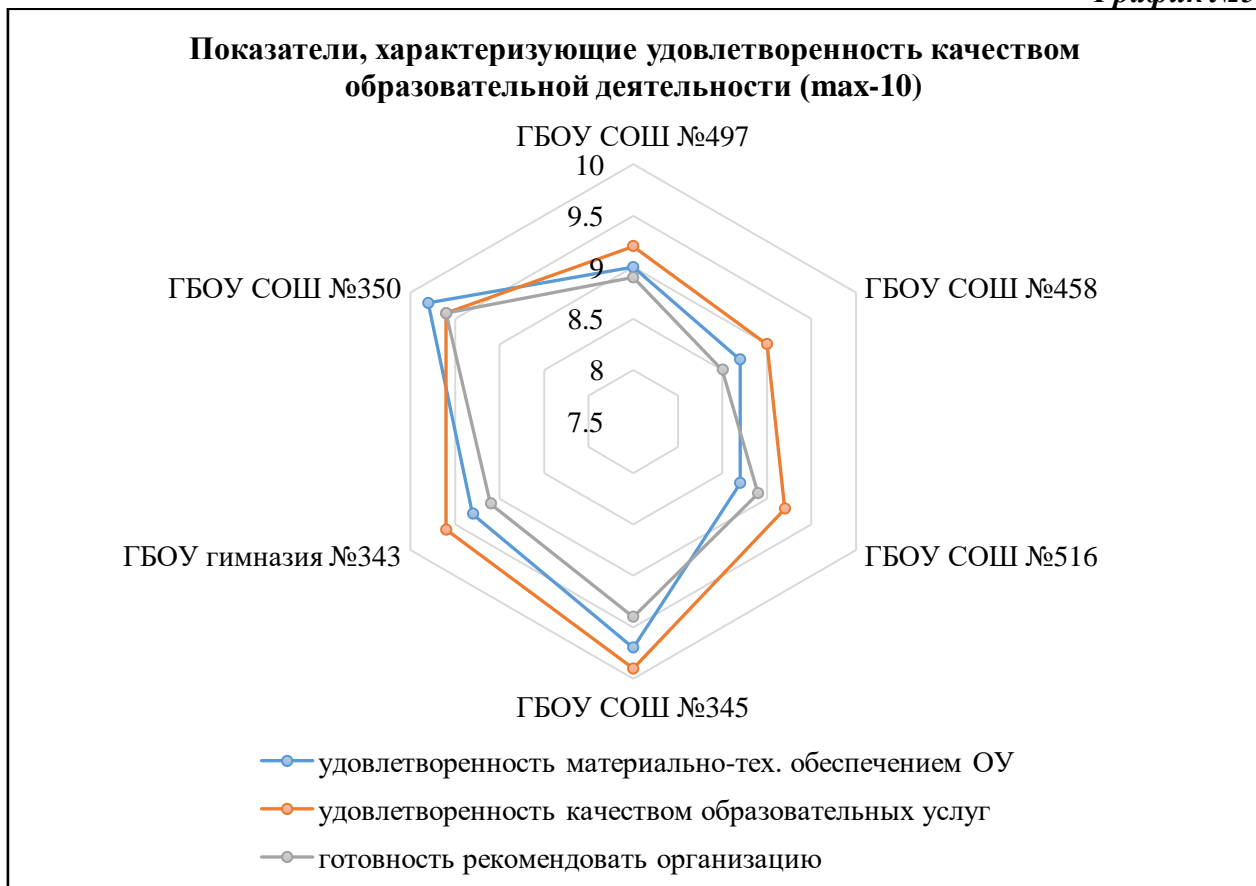 Показатели, характеризующие удовлетворенность качеством
образовательной деятельности (max-10)
ГБОУ СОШ №497
10
9.5
9
8.5
8
7.5
ГБОУ СОШ №350
ГБОУ СОШ №458
ГБОУ гимназия №343
ГБОУ СОШ №516
ГБОУ СОШ №345
удовлетворенность материально-тех. обеспечением ОУ
удовлетворенность качеством образовательных услуг
готовность рекомендовать организацию